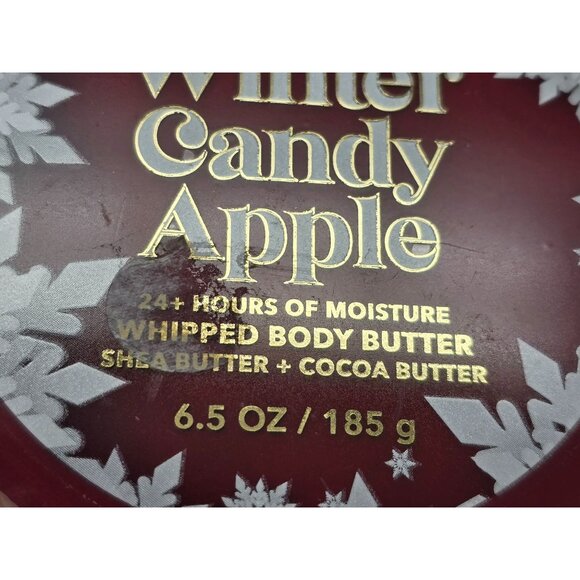 Winter
Candy
Apple
24+ HOURS OF MOISTURE
WHIPPED BODY BUTTER
SHEA BUTTER + COCOA BUTTER
6.5 OZ / 185 g